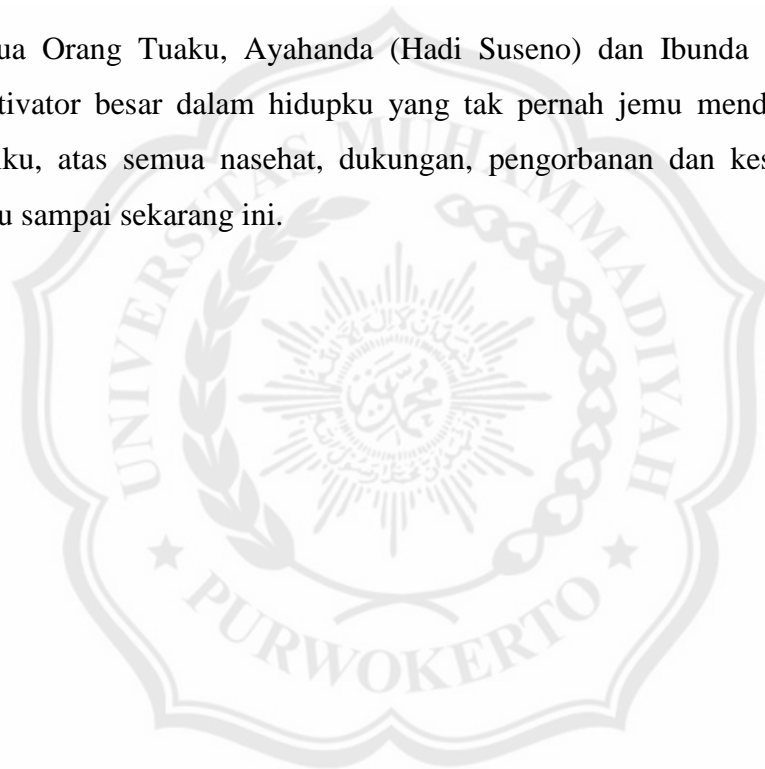 ua Orang Tuaku, Ayahanda (Hadi Suseno) dan Ibunda
tivator besar dalam hidupku yang tak pernah jemu mend
ku, atas semua nasehat, dukungan, pengorbanan dan kes
u sampai sekarang ini.
UNIVERSITAS MUHAMMADIYAH
PURWOKERTO